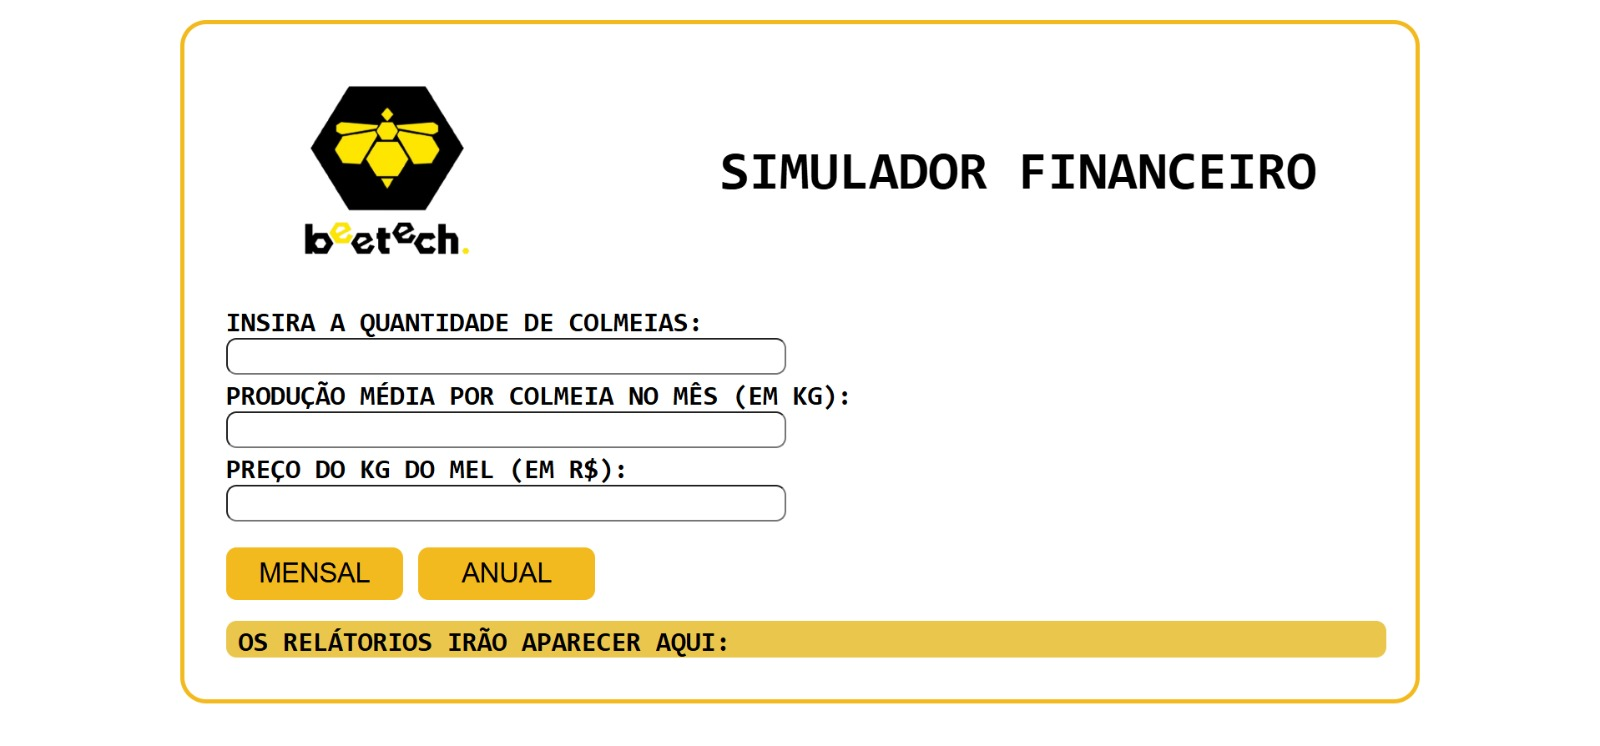 beetech.
SIMULADOR FINANCEIRO
INSIRA A QUANTIDADE DE COLMEIAS:
PRODUÇÃO MÉDIA POR COLMEIA NO MÊS (EM KG):
PREÇO DO KG DO MEL (EM R$):
MENSAL ANUAL
OS RELÁTORIOS IRÃO APARECER AQUI: